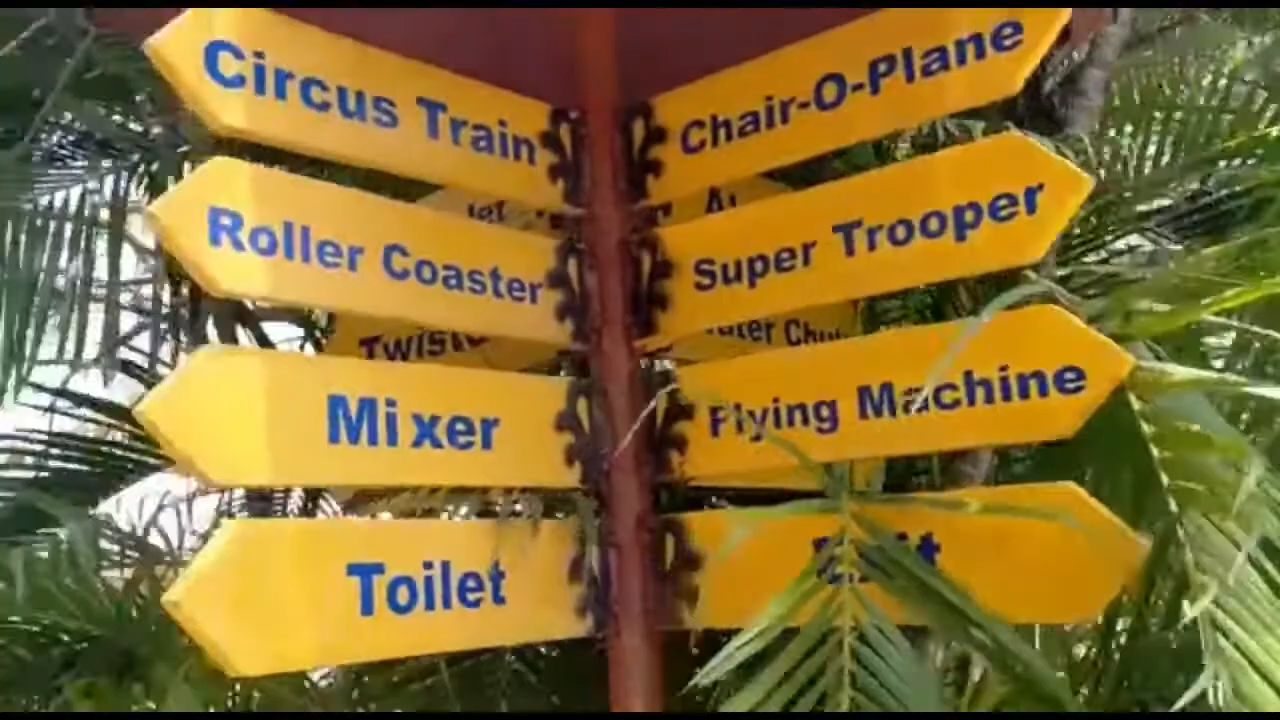 Circus Train
Chair-O-Plane
Roller Coaster
Super Trooper
Mixer
Flying Machine
Toilet